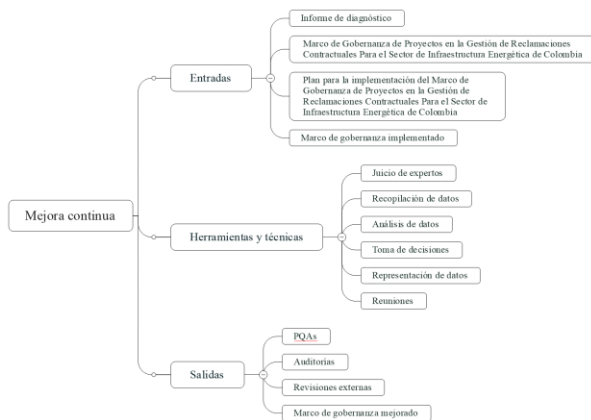 Mejora continua
Entradas
Informe de diagnóstico
Marco de Gobernanza de Proyectos en la Gestión de Reclamaciones
Contractuales Para el Sector de Infraestructura Energética de Colombia
Plan para la implementación del Marco de
Gobernanza de Proyectos en la Gestión de
Reclamaciones Contractuales Para el Sector de
Infraestructura Energética de Colombia
Marco de gobernanza implementado
Herramientas y técnicas
Juicio de expertos
Recopilación de datos
Análisis de datos
Toma de decisiones
Representación de datos
Reuniones
Salidas
PQAs
Auditorías
Revisiones externas
Marco de gobernanza mejorado